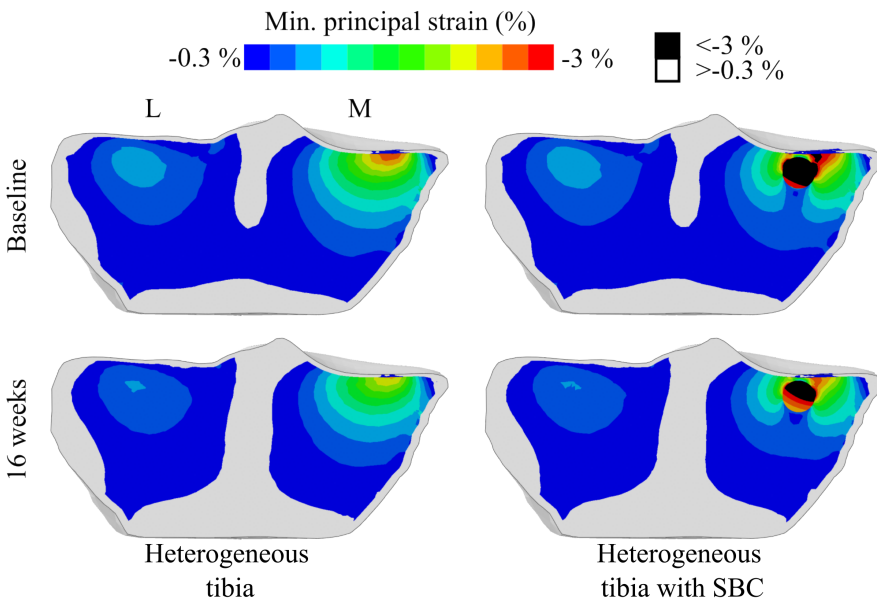 Min. principal strain (%)
-0.3 %
-3 %
<-3 %
>-0.3 %
L
M
Baseline
16 weeks
Heterogeneous
tibia
Heterogeneous
tibia with SBC